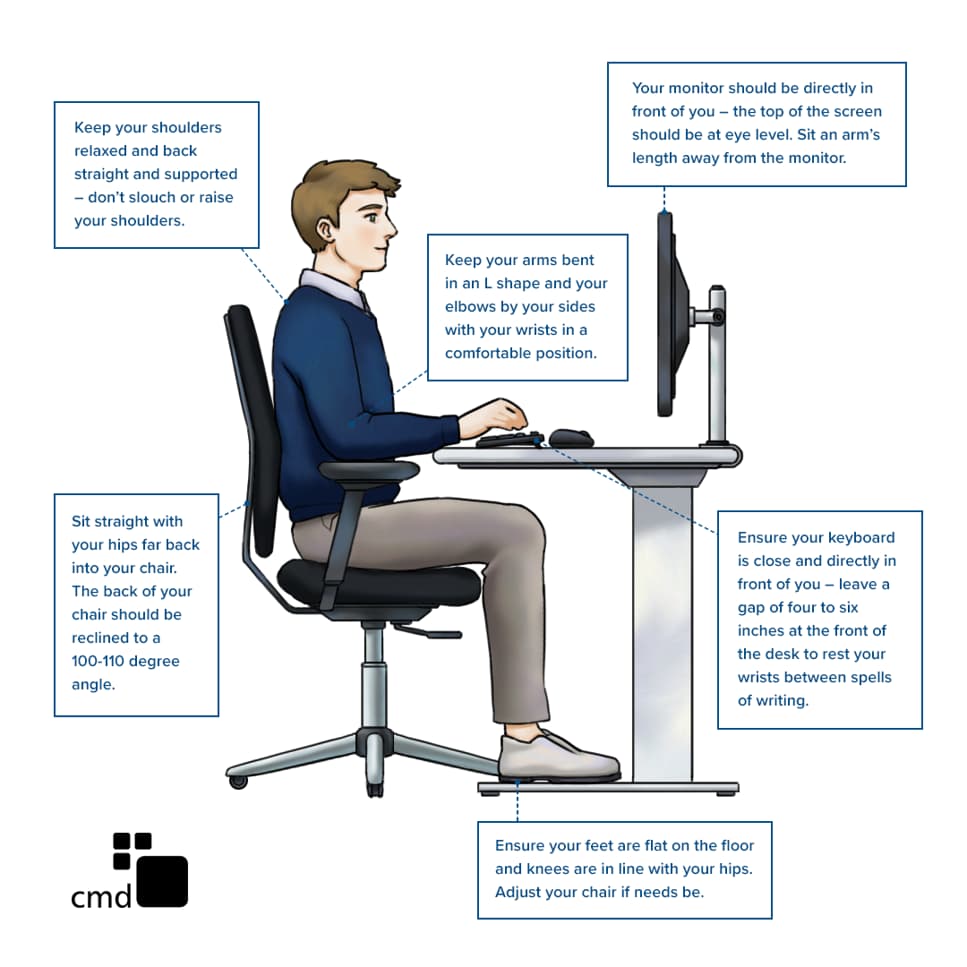 Your monitor should be directly in
front of you – the top of the screen
should be at eye level. Sit an arm's
length away from the monitor.
Keep your shoulders
relaxed and back
straight and supported
– don't slouch or raise
your shoulders.
Keep your arms bent
in an L shape and your
elbows by your sides
with your wrists in a
comfortable position.
Sit straight with
your hips far back
into your chair.
The back of your
chair should be
reclined to a
100-110 degree
angle.
Ensure your keyboard
is close and directly in
front of you – leave a
gap of four to six
inches at the front of
the desk to rest your
wrists between spells
of writing.
Ensure your feet are flat on the floor
and knees are in line with your hips.
Adjust your chair if needs be.
cmd